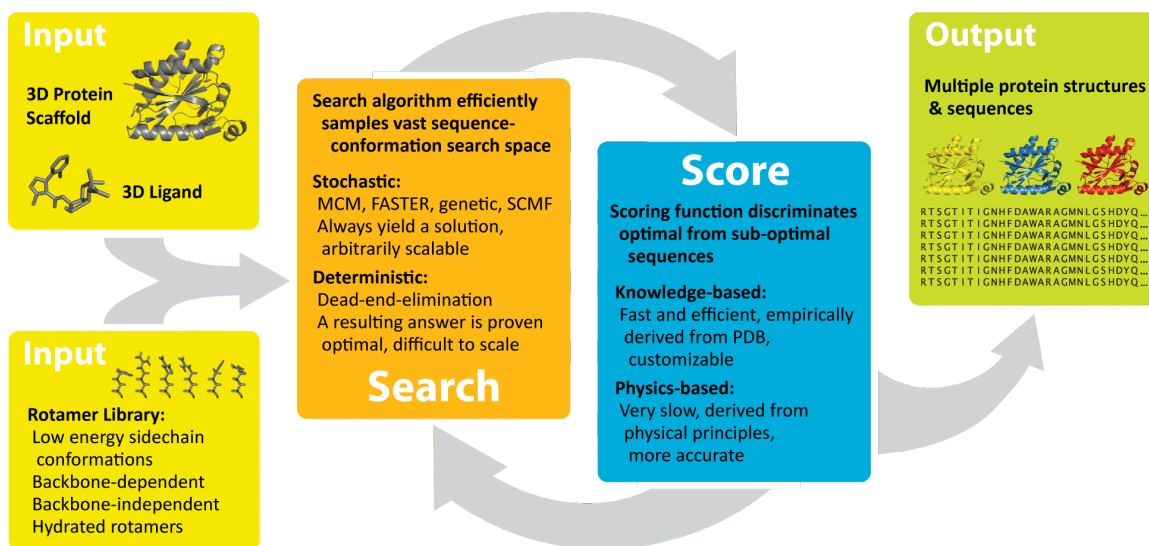 Input
3D Protein
Scaffold
3D Ligand
Input
Rotamer Library:
Low energy sidechain
conformations
Backbone-dependent
Backbone-independent
Hydrated rotamers
Search algorithm efficiently
samples vast sequence-
conformation search space
Stochastic:
MCM, FASTER, genetic, SCMF
Always yield a solution,
arbitrarily scalable
Deterministic:
Dead-end-elimination
A resulting answer is proven
optimal, difficult to scale
Search
Score
Scoring function discriminates
optimal from sub-optimal
sequences
Knowledge-based:
Fast and efficient, empirically
derived from PDB,
customizable
Physics-based:
Very slow, derived from
physical principles,
more accurate
Output
Multiple protein structures
& sequences
RTSGTITIGNHFDAWARAGMNLGSHDYQ...
RTSGTITIGNHFDAWARAGMNLGSHDYQ...
RTSGTITIGNHFDAWARAGMNLGSHDYQ...
RTSGTITIGNHFDAWARAGMNLGSHDYQ...
RTSGTITIGNHFDAWARAGMNLGSHDYQ...
RTSGTITIGNHFDAWARAGMNLGSHDYQ...
RTSGTITIGNHFDAWARAGMNLGSHDYQ...